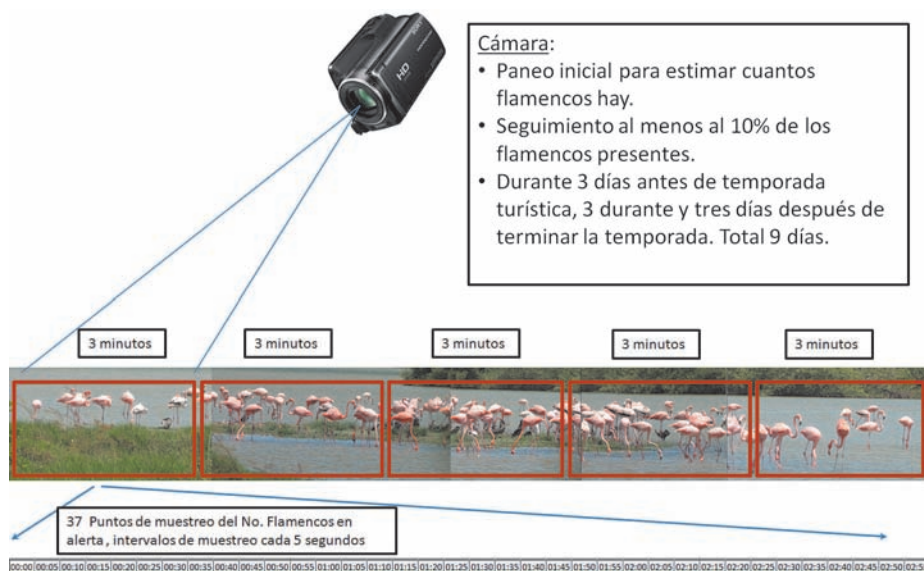 HD
Cámara:
• Paneo inicial para estimar cuantos
flamencos hay.
• Seguimiento al menos al 10% de los
flamencos presentes.
• Durante 3 días antes de temporada
turística, 3 durante y tres días después de
terminar la temporada. Total 9 días.
3 minutos 3 minutos 3 minutos 3 minutos 3 minutos
37 Puntos de muestreo del No. Flamencos en
alerta , intervalos de muestreo cada 5 segundos
00:00 00:05 00:10 00:15 00:20 00:25 00:30 00:35 00:40 00:45 00:50 00:55 01:00 01:05 01:10 01:15 01:20 01:25 01:30 01:35 01:40 01:45 01:50 01:55 02:00 02:05 02:10 02:15 02:20 02:25 02:30 02:35 02:40 02:45 02:50